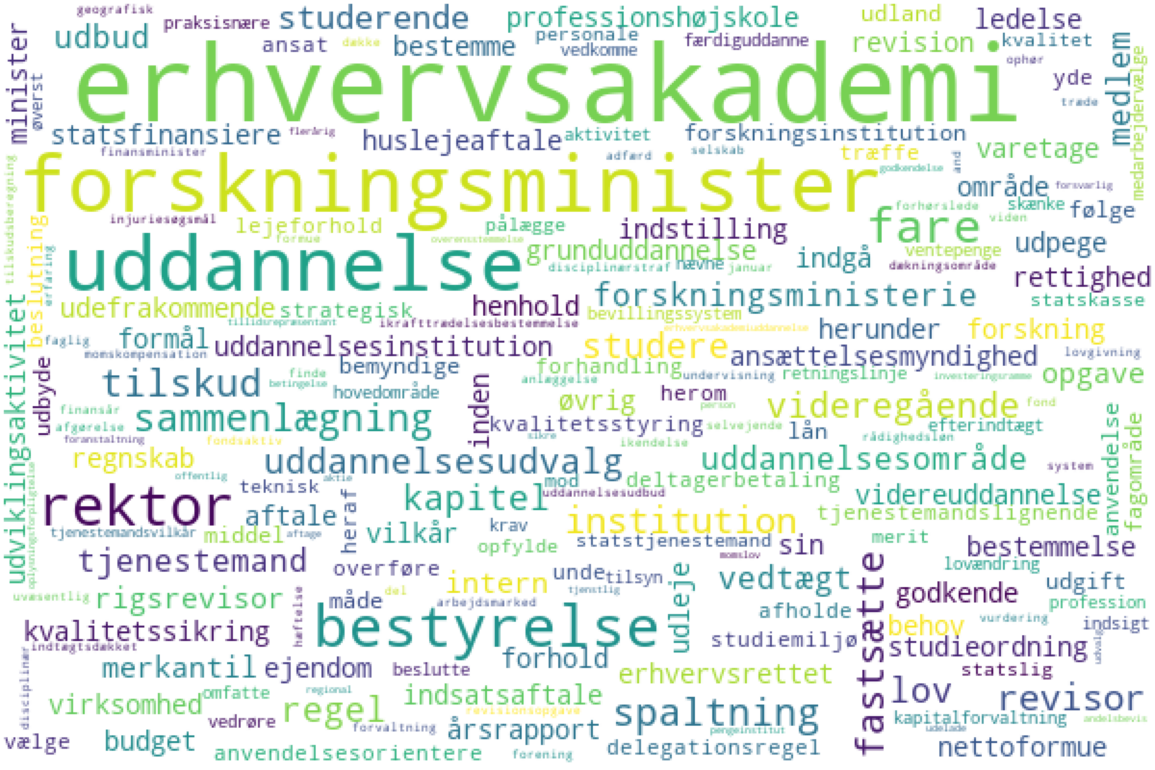 geografisk
praksisnære
studerende
professionshøjskole
udland
ledelse
minister
udbud
ansat
dække
bestemme
personale
vedkomme
færdiguddanne
revision
kvalitet
ophør
medlem
øverst
erhvervsakademi
yde
træde
medarbejdervælge
statsfinansiere
flerårig
huslejeaftale
aktivitet
forskningsinstitution
varetage
finansminister
adfærd
selskab
træffe
and
tilskudsberegning
forskningsminister
godkendelse
område
forsvarlig
injuriesøgsmål
lejeforhold
pålægge
indstilling
fare
forhørslede
skænke
viden
følge
beslutning
erfaring
uddannelse
formue
overensstemmelse
grunduddannelse
disciplinærstraf
nævne
januar
indgå
ventepenge
dækningsområde
udpege
rettighed
udefrakommende
strategisk
henhold
forskningsministerie
statskasse
udviklingsaktivitet
tillidsrepræsentant
ikrafttrædelsesbestemmelse
bevillingssystem
erhvervsakademiuddannelse
herunder
forskning
faglig
formål
momskompensation
uddannelsesinstitution
studere
ansættelsesmyndighed
lovgivning
udbyde
tilskud
finde
betingelse
bemyndige
hovedområde
inden
forhandling
anlæggelse
undervisning
retningslinje
investeringsramme
opgave
finansår
afgørelse
sammenlægning
øvrig
herom
person
videregående
fond
foranstaltning
fondsaktiv
kvalitetsstyring
sikre
ikendelse
selvejende
lån
rådighedsløn
efterindtægt
anvendelse
fagområde
regnskab
offentlig
uddannelsesudvalg
aktie
mod
deltagerbetaling
uddannelsesområde
system
oplysningsforpligtelse
rektor
teknisk
aftale
heraf
kapitel
uddannelsesudbud
institution
videreuddannelse
tjenestemandsvilkår
middel
aftage
vilkår
krav
opfylde
statstjenestemand
tjenestemandslignende
momslov
sin
merit
bestemmelse
tjenestemand
overføre
intern
unde
tilsyn
tjenstlig
udleje
vedtægt
fastsætte
lovændring
udgift
uvæsentlig
rigsrevisor
hæftelse
måde
del
arbejdsmarked
afholde
godkende
profession
kvalitetssikring
bestyrelse
studiemiljø
behov
vurdering
indsigt
indtægtsdækket
disciplinær
merkantil
ejendom
beslutte
forhold
erhvervsrettet
studieordning
udvalg
statslig
virksomhed
omfatte
regional
regel
indsatsaftale
revisionsopgave
spaltning
lov
revisor
vedrøre
forvaltning
årsrapport
pengeinstitut
kapitalforvaltning
udelade
andelsbevis
vælge
budget
anvendelsesorientere
forening
delegationsregel
nettoformue